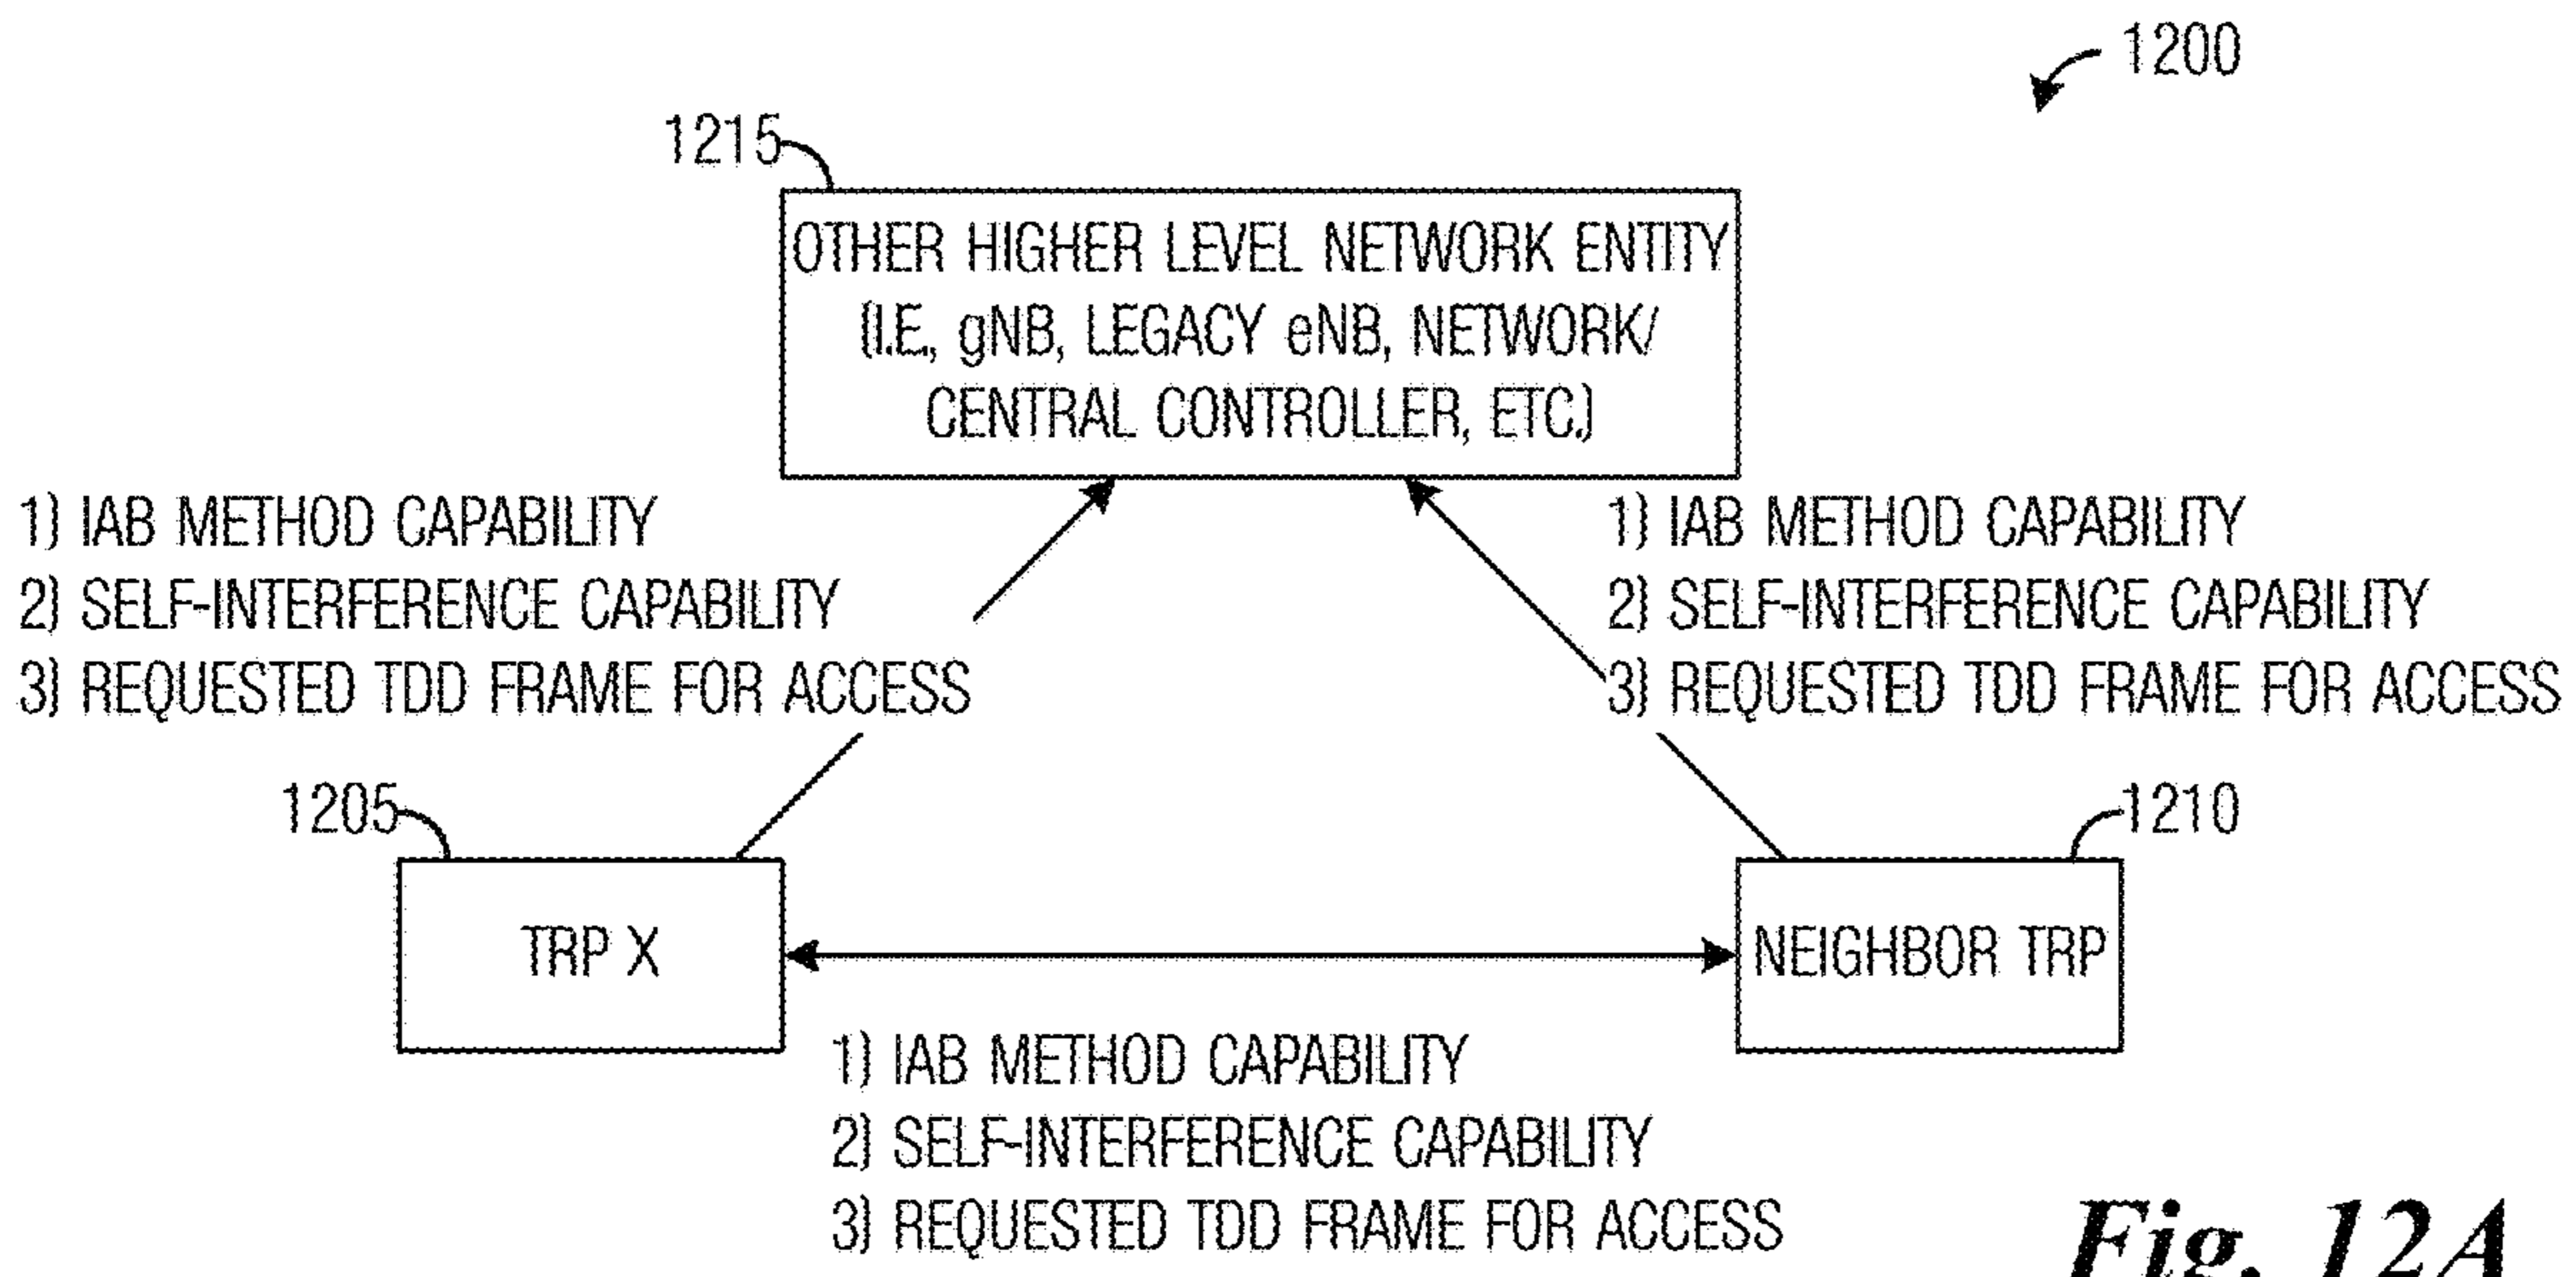 1200
1215
OTHER HIGHER LEVEL NETWORK ENTITY
(I.E., gNB, LEGACY eNB, NETWORK/
CENTRAL CONTROLLER, ETC.)
1) IAB METHOD CAPABILITY
2) SELF-INTERFERENCE CAPABILITY
3) REQUESTED TDD FRAME FOR ACCESS
1) IAB METHOD CAPABILITY
2) SELF-INTERFERENCE CAPABILITY
3) REQUESTED TDD FRAME FOR ACCESS
1205
TRP X
1210
NEIGHBOR TRP
1) IAB METHOD CAPABILITY
2) SELF-INTERFERENCE CAPABILITY
3) REQUESTED TDD FRAME FOR ACCESS
Fig. 12A